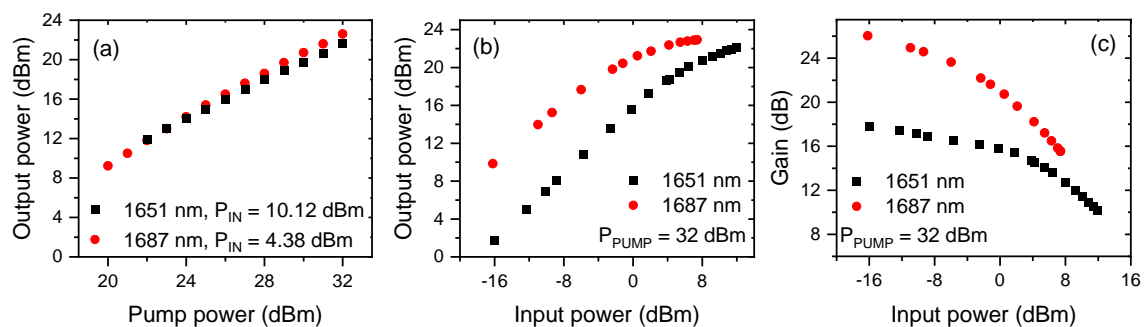 (a)
Output power (dBm)
24
20
16
12
8
4
0
1651 nm, P_IN = 10.12 dBm
1687 nm, P_IN = 4.38 dBm
20 24 28 32
Pump power (dBm)
(b)
Output power (dBm)
24
20
16
12
8
4
0
1651 nm
1687 nm
P_PUMP = 32 dBm
-16 -8 0 8 16
Input power (dBm)
(c)
Gain (dB)
24
20
16
12
8
1651 nm
1687 nm
P_PUMP = 32 dBm
-16 -8 0 8 16
Input power (dBm)